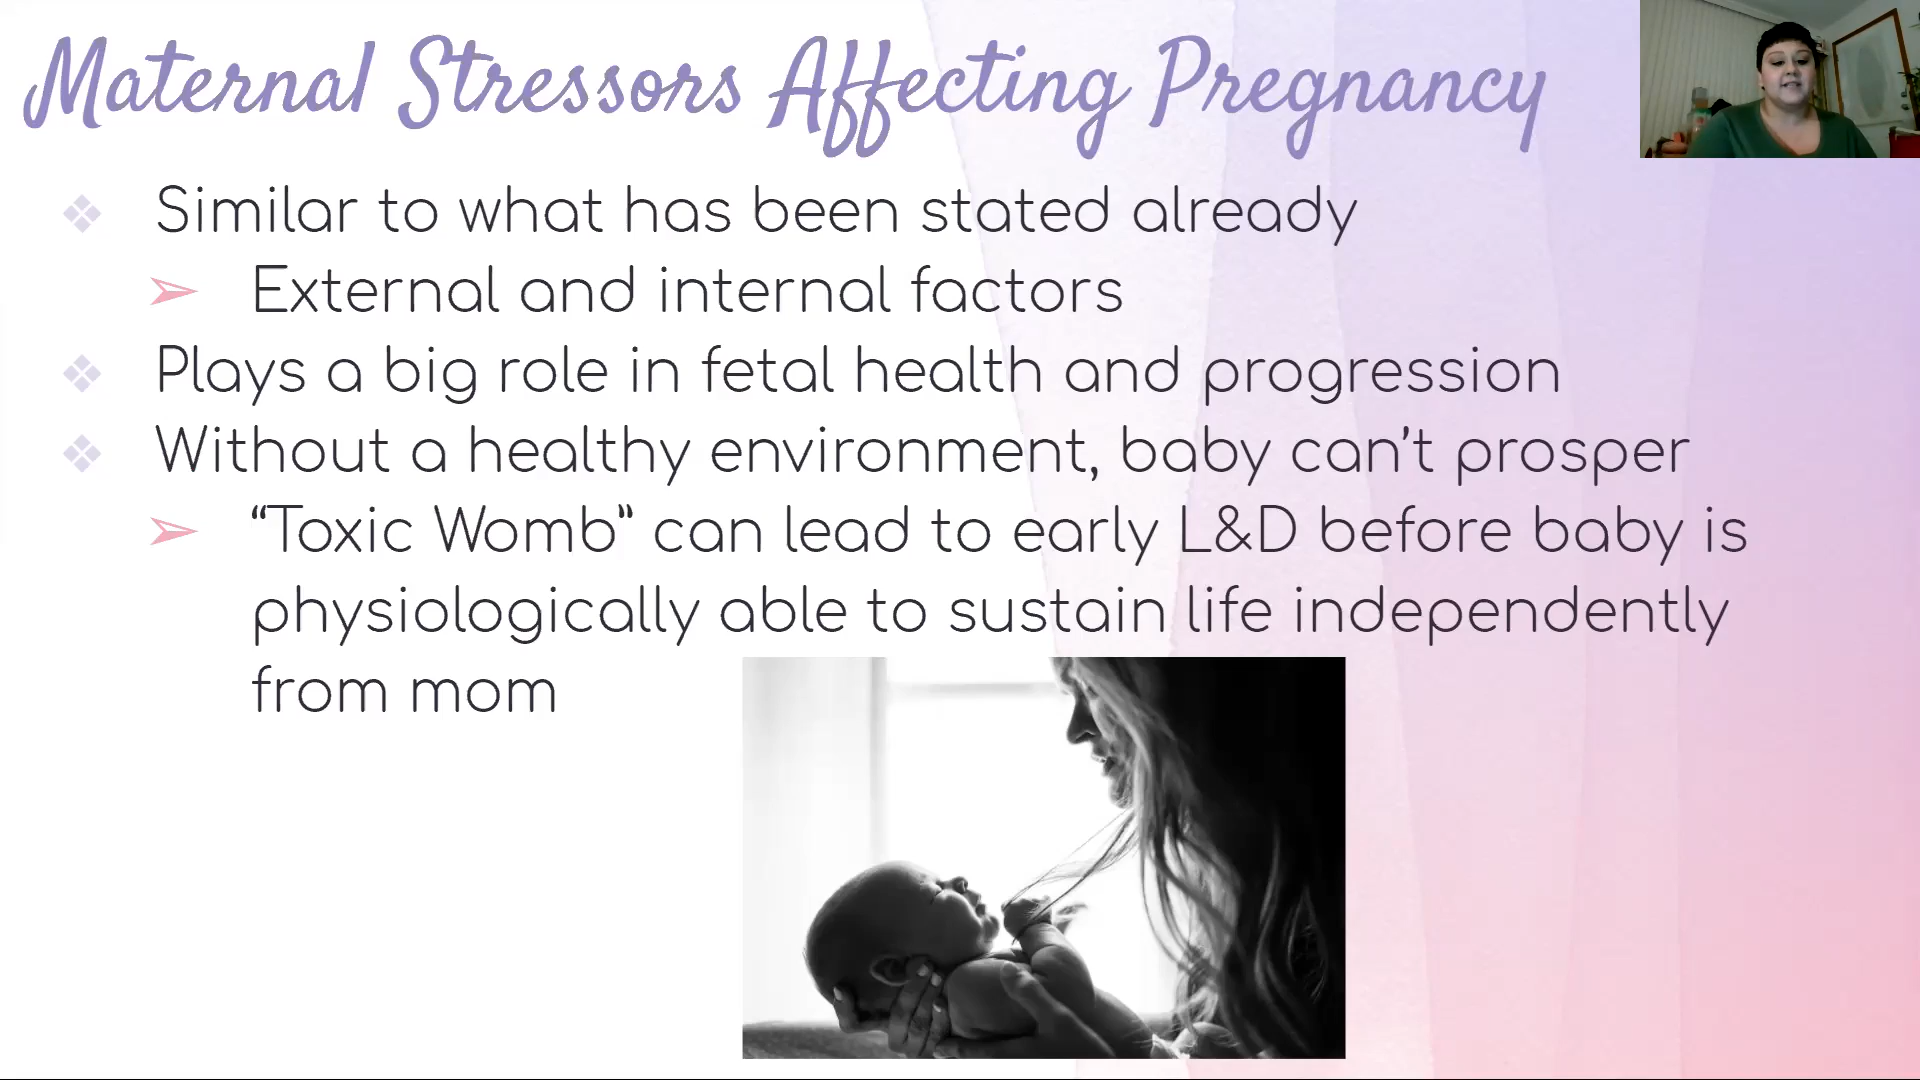 Maternal Stressors Affecting Pregnancy
Similar to what has been stated already
External and internal factors
Plays a big role in fetal health and progression
Without a healthy environment, baby can't prosper
“Toxic Womb” can lead to early L&D before baby is
physiologically able to sustain life independently
from mom